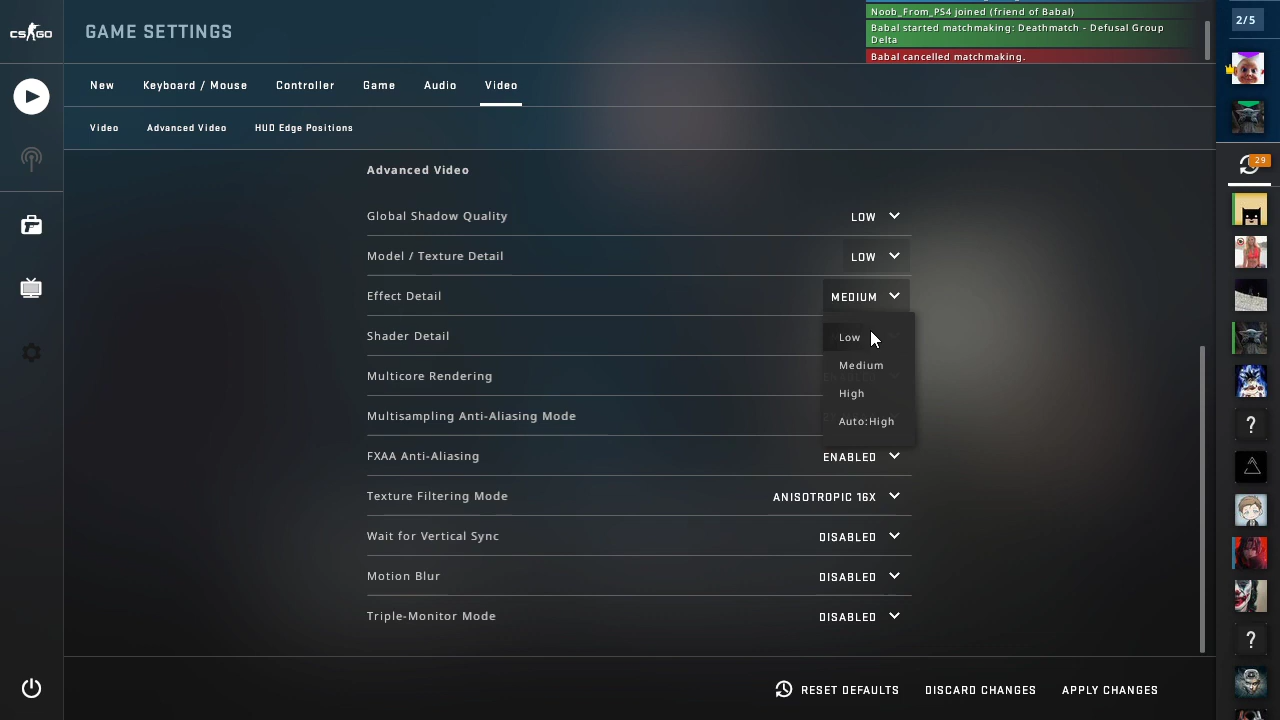 CS:GO
GAME SETTINGS
Noob_From_PS4 joined (friend of Babal)
Babal started matchmaking: Deathmatch - Defusal Group
Delta
Babal cancelled matchmaking.
2/5
New Keyboard / Mouse Controller Game Audio Video
Video Advanced Video HUD Edge Positions
29
Advanced Video
Global Shadow Quality LOW
Model / Texture Detail LOW
Effect Detail MEDIUM
Shader Detail
Low
Medium
High
Auto:High
Multicore Rendering
Multisampling Anti-Aliasing Mode
FXAA Anti-Aliasing ENABLED
Texture Filtering Mode ANISOTROPIC 16X
Wait for Vertical Sync DISABLED
Motion Blur DISABLED
Triple-Monitor Mode DISABLED
?
?
RESET DEFAULTS DISCARD CHANGES APPLY CHANGES